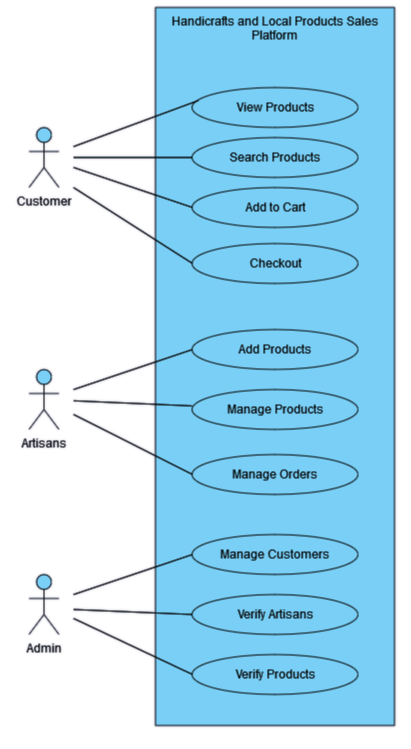 Handicrafts and Local Products Sales
Platform
View Products
Search Products
Customer
Add to Cart
Checkout
Add Products
Manage Products
Artisans
Manage Orders
Manage Customers
Verify Artisans
Admin
Verify Products